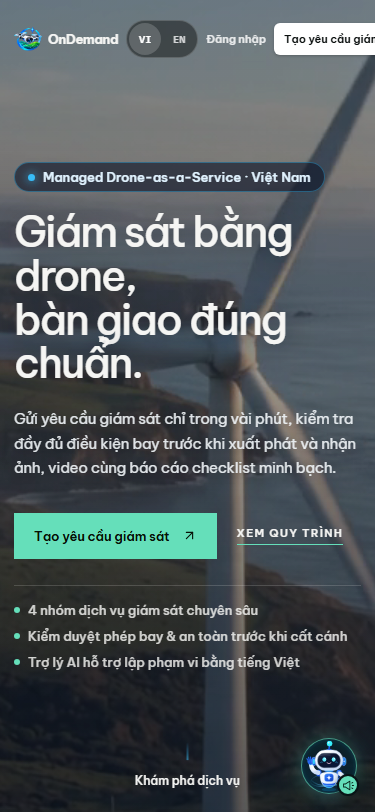 OnDemand
VI
EN
Đăng nhập
Tạo yêu cầu giám
Managed Drone-as-a-Service · Việt Nam
Giám sát bằng
drone,
bàn giao đúng
chuẩn.
Gửi yêu cầu giám sát chỉ trong vài phút, kiểm tra
đầy đủ điều kiện bay trước khi xuất phát và nhận
ảnh, video cùng báo cáo checklist minh bạch.
Tạo yêu cầu giám sát
XEM QUY TRÌNH
4 nhóm dịch vụ giám sát chuyên sâu
Kiểm duyệt phép bay & an toàn trước khi cất cánh
Trợ lý AI hỗ trợ lập phạm vi bằng tiếng Việt
Khám phá dịch vụ